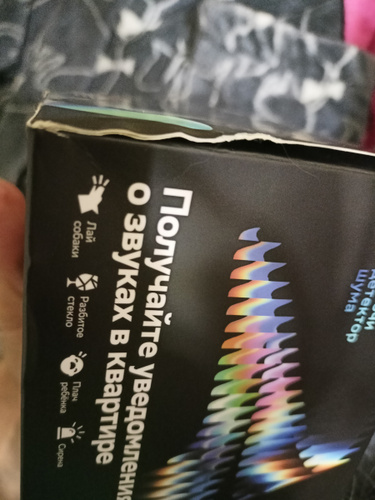 детектор
шума
Получайте уведомления
о звуках в квартире
Лай
собаки
Разбитое
стекло
Плач
ребёнка
Сирена